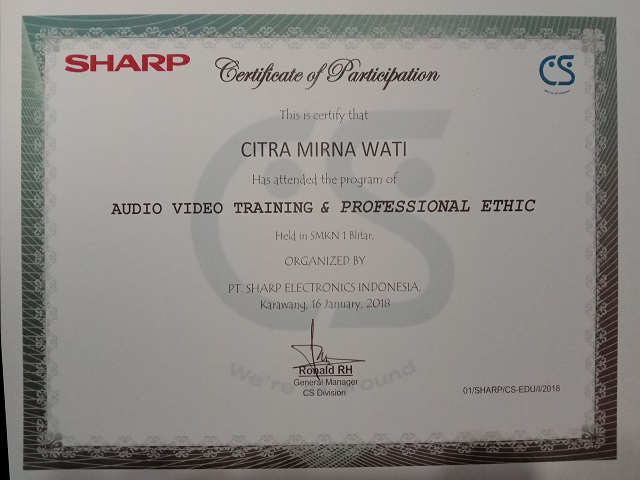 SHARP
Certificate of Participation
CS
This is certify that
CITRA MIRNA WATI
Has attended the program of
AUDIO VIDEO TRAINING & PROFESSIONAL ETHIC
Held in SMKN 1 Blitar,
ORGANIZED BY
PT. SHARP ELECTRONICS INDONESIA,
Karawang, 16 January, 2018
Ronald RH
General Manager
CS Division
01/SHARP/CS-EDU/I/2018
CS
We're round